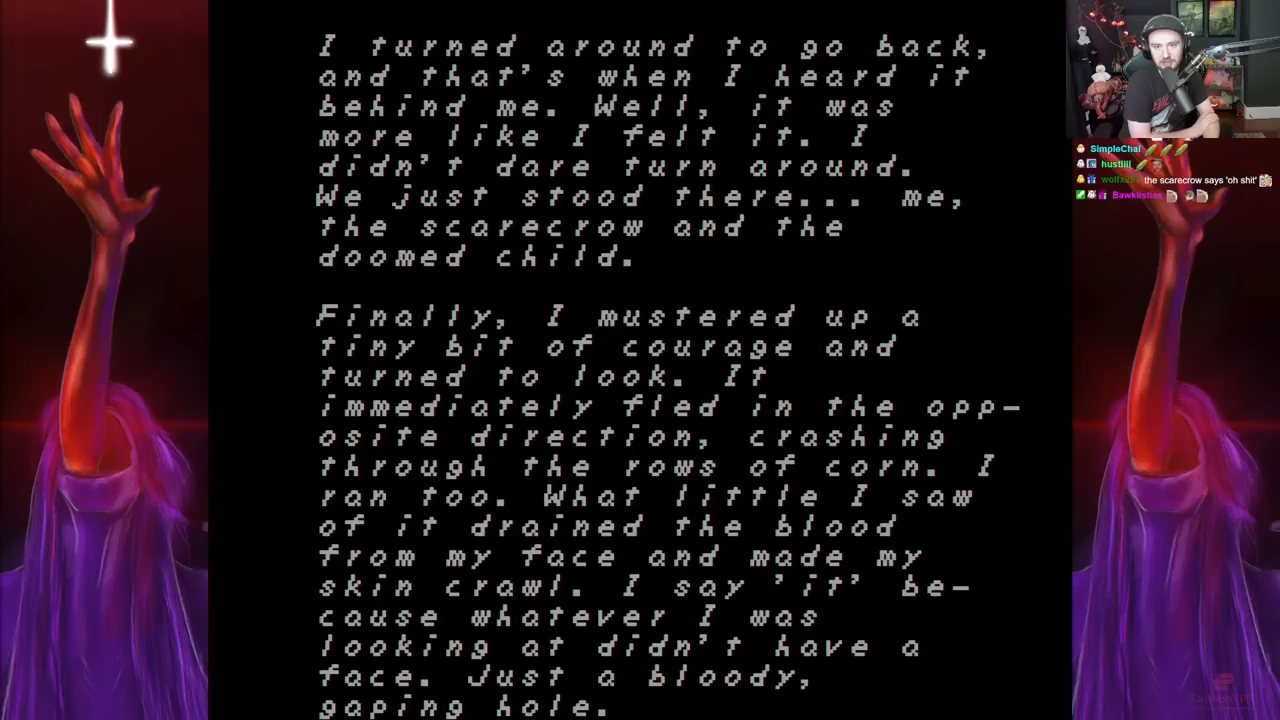 I turned around to go back,
and that's when I heard it
behind me. Well, it was
more like I felt it. I
didn't dare turn around.
We just stood there... me,
the scarecrow and the
doomed child.
Finally, I mustered up a
tiny bit of courage and
turned to look. It
immediately fled in the opp-
osite direction, crashing
through the rows of corn. I
ran too. What little I saw
of it drained the blood
from my face and made my
skin crawl. I say 'it' be-
cause whatever I was
looking at didn't have a
face. Just a bloody,
gaping hole.
SimpleChal
the scarecrow says 'oh shit'
Bawklistics